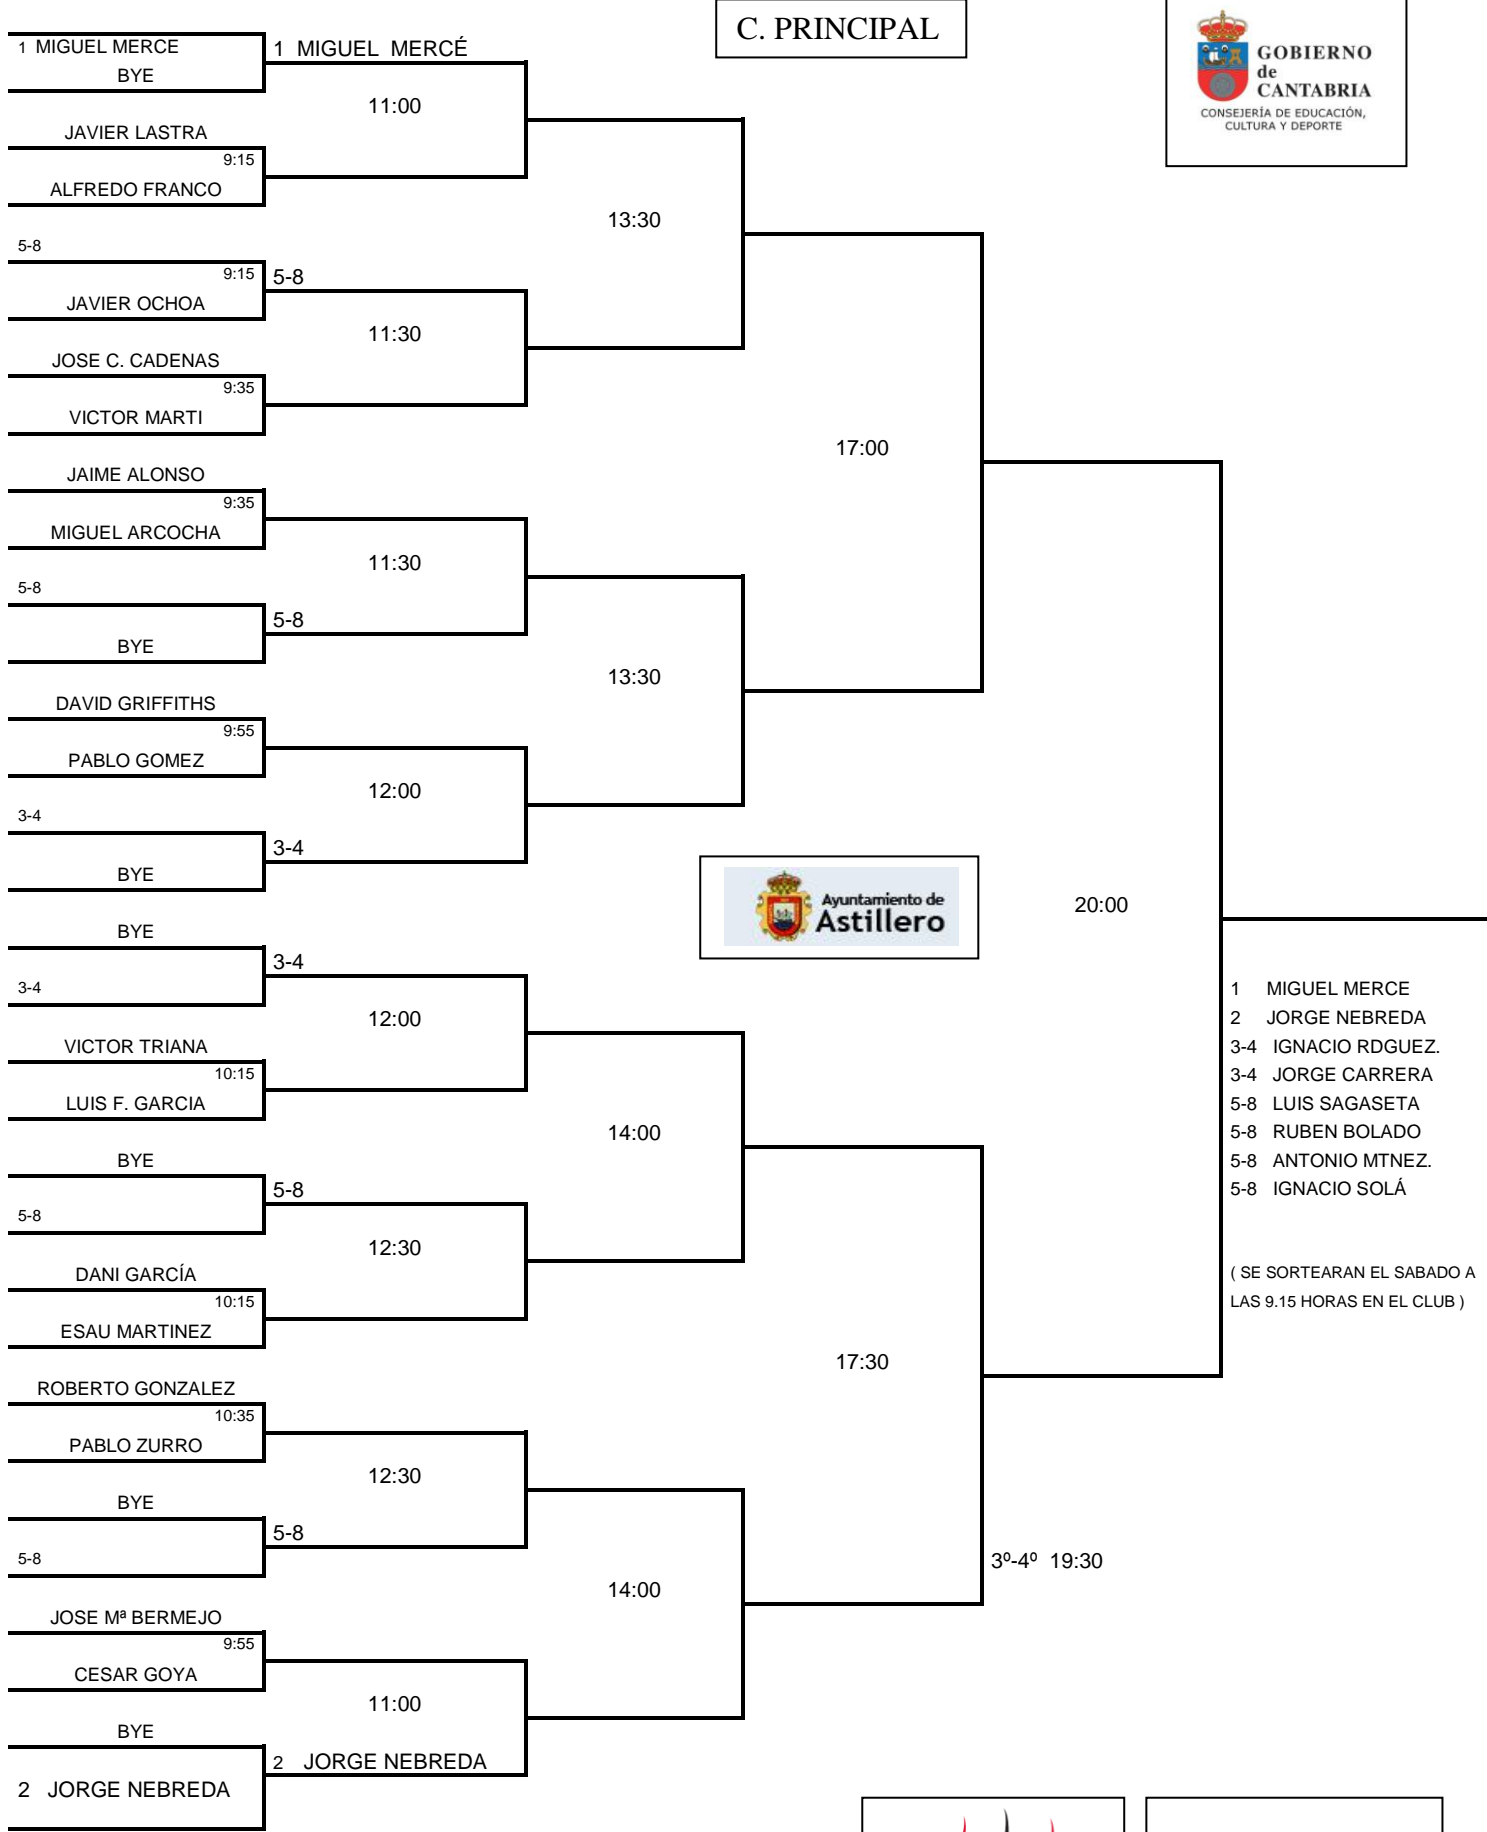 C. PRINCIPAL
GOBIERNO
de
CANTABRIA
CONSEJERÍA DE EDUCACIÓN,
CULTURA Y DEPORTE
1 MIGUEL MERCE
BYE
1 MIGUEL MERCÉ
11:00
JAVIER LASTRA
9:15
ALFREDO FRANCO
13:30
5-8
9:15
JAVIER OCHOA
5-8
11:30
JOSE C. CADENAS
9:35
VICTOR MARTI
17:00
JAIME ALONSO
9:35
MIGUEL ARCOCHA
11:30
5-8
BYE
5-8
13:30
DAVID GRIFFITHS
9:55
PABLO GOMEZ
12:00
3-4
BYE
3-4
Ayuntamiento de
Astillero
20:00
BYE
3-4
3-4
12:00
VICTOR TRIANA
10:15
LUIS F. GARCIA
14:00
BYE
5-8
5-8
12:30
DANI GARCÍA
10:15
ESAU MARTINEZ
17:30
ROBERTO GONZALEZ
10:35
PABLO ZURRO
12:30
BYE
5-8
5-8
14:00
JOSE Mª BERMEJO
9:55
CESAR GOYA
11:00
BYE
2 JORGE NEBREDA
2 JORGE NEBREDA
1 MIGUEL MERCE
2 JORGE NEBREDA
3-4 IGNACIO RDGUEZ.
3-4 JORGE CARRERA
5-8 LUIS SAGASETA
5-8 RUBEN BOLADO
5-8 ANTONIO MTNEZ.
5-8 IGNACIO SOLÁ
( SE SORTEARAN EL SABADO A
LAS 9.15 HORAS EN EL CLUB )
3º-4º 19:30